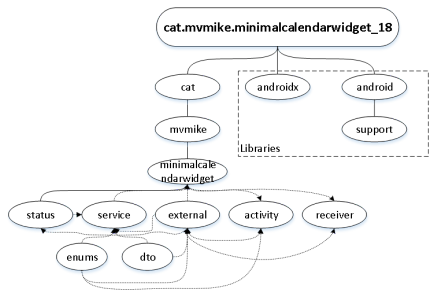 cat.mvmike.minimalcalendarwidget_18
cat
androidx
android
mvmike
support
Libraries
minimalcale
ndarwidget
status
service
external
activity
receiver
enums
dto